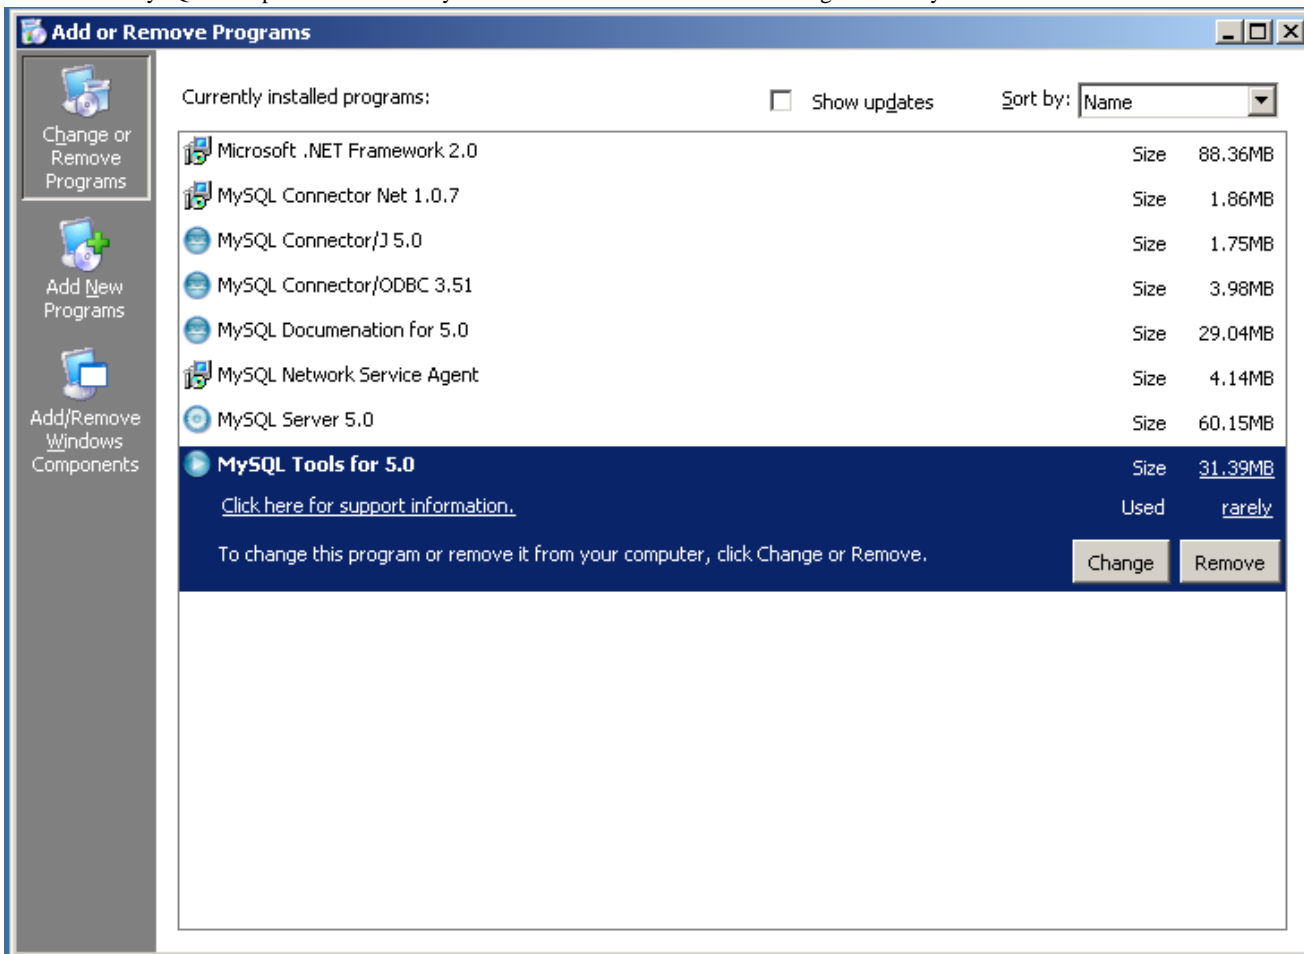 Add or Remove Programs
Change or
Remove
Programs
Add New
Programs
Add/Remove
Windows
Components
Currently installed programs:
Show updates
Sort by: Name
Microsoft .NET Framework 2.0 Size 88.36MB
MySQL Connector Net 1.0.7 Size 1.86MB
MySQL Connector/J 5.0 Size 1.75MB
MySQL Connector/ODBC 3.51 Size 3.98MB
MySQL Documenation for 5.0 Size 29.04MB
MySQL Network Service Agent Size 4.14MB
MySQL Server 5.0 Size 60.15MB
MySQL Tools for 5.0 Size 31.39MB
Click here for support information. Used rarely
To change this program or remove it from your computer, click Change or Remove. Change Remove